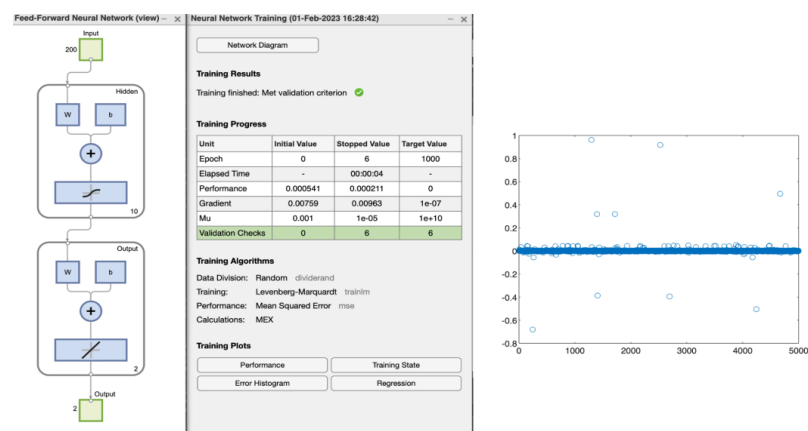 Feed-Forward Neural Network (view) – ×
Input
200
Hidden
W b
+
10
Output
W b
+
2
Output
2
Neural Network Training (01-Feb-2023 16:28:42) – ×
Network Diagram
Training Results
Training finished: Met validation criterion
Training Progress
Unit Initial Value Stopped Value Target Value
Epoch 0 6 1000
Elapsed Time - 00:00:04 -
Performance 0.000541 0.000211 0
Gradient 0.00759 0.00963 1e-07
Mu 0.001 1e-05 1e+10
Validation Checks 0 6 6
Training Algorithms
Data Division: Random dividerand
Training: Levenberg-Marquardt trainlm
Performance: Mean Squared Error mse
Calculations: MEX
Training Plots
Performance Training State
Error Histogram Regression
1
0.8
0.6
0.4
0.2
0
-0.2
-0.4
-0.6
-0.8
0 1000 2000 3000 4000 5000